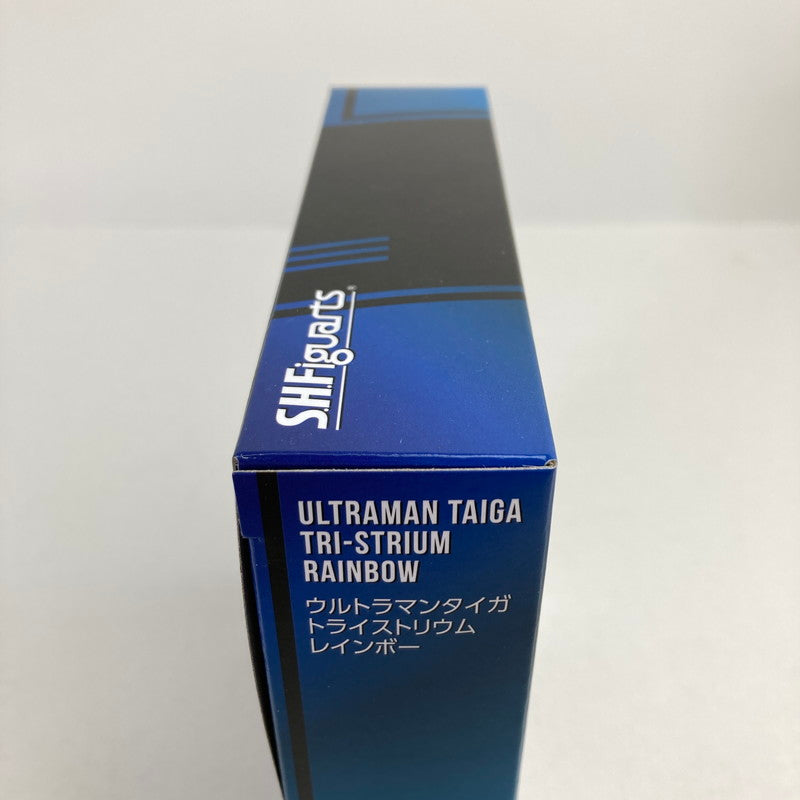 S.H.Figuarts®
ULTRAMAN TAIGA
TRI-STRIUM
RAINBOW
ウルトラマンタイガ
トライストリウム
レインボー